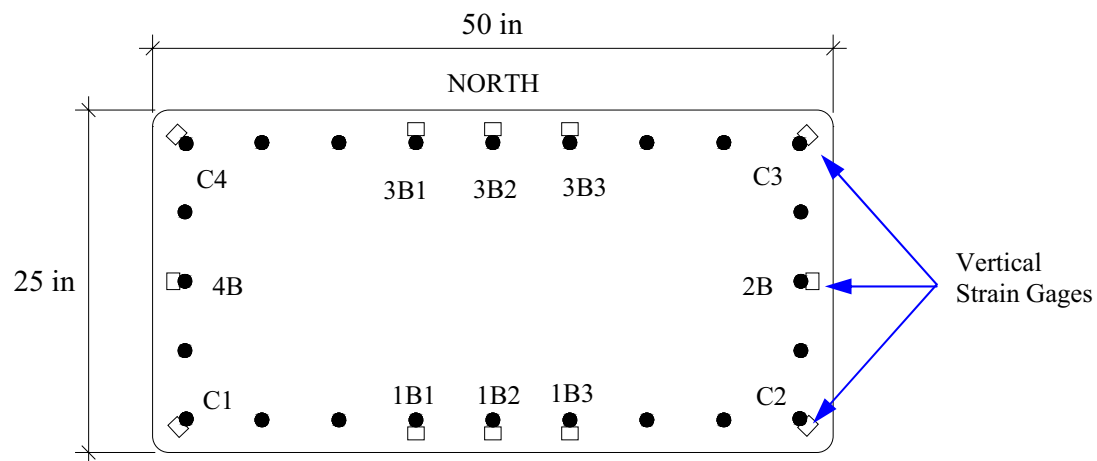 50 in
NORTH
C4
3B1
3B2
3B3
C3
25 in
4B
2B
Vertical
Strain Gages
C1
1B1
1B2
1B3
C2